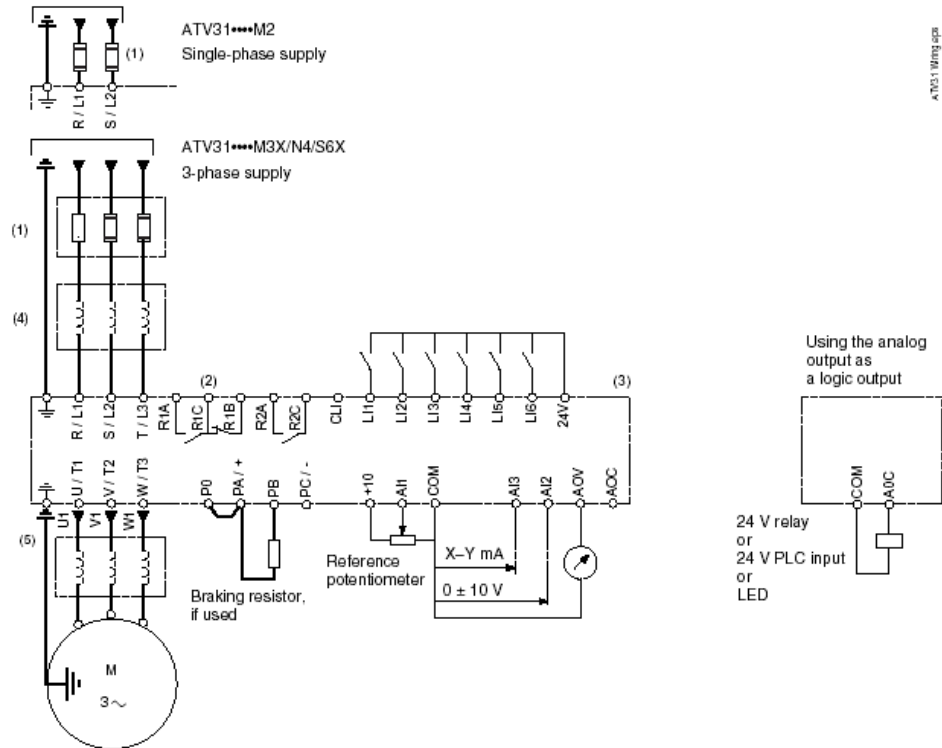 ATV31••••M2
Single-phase supply
(1)
R / L1
S / L2
ATV31 Wiring eps
ATV31••••M3X/N4/S6X
3-phase supply
(1)
(4)
(2)
(3)
R / L1
S / L2
T / L3
R1A
R1C
R1B
R2A
R2C
CLI
LI1
LI2
LI3
LI4
LI5
LI6
24V
U / T1
V / T2
W / T3
P0
PA / +
PB
PC / -
+10
AI1
COM
AI3
AI2
AOV
AOC
(5)
U1
V1
W1
Braking resistor,
if used
Reference
potentiometer
X–Y mA
0 ± 10 V
M
3~
Using the analog
output as
a logic output
COM
A0C
24 V relay
or
24 V PLC input
or
LED